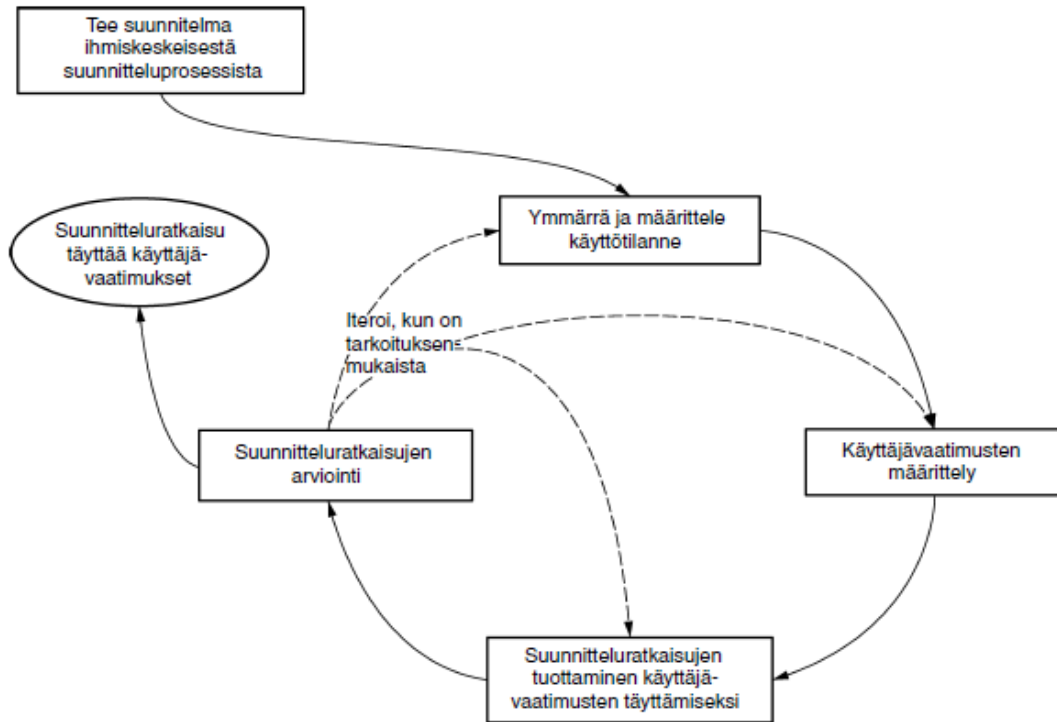 Tee suunnitelma
ihmiskeskeisestä
suunnitteluprosessista
Ymmärrä ja määrittele
käyttötilanne
Suunnitteluratkaisu
täyttää käyttäjä-
vaatimukset
Iteroi, kun on
tarkoituksen-
mukaista
Suunnitteluratkaisujen
arviointi
Käyttäjävaatimusten
määrittely
Suunnitteluratkaisujen
tuottaminen käyttäjä-
vaatimusten täyttämiseksi